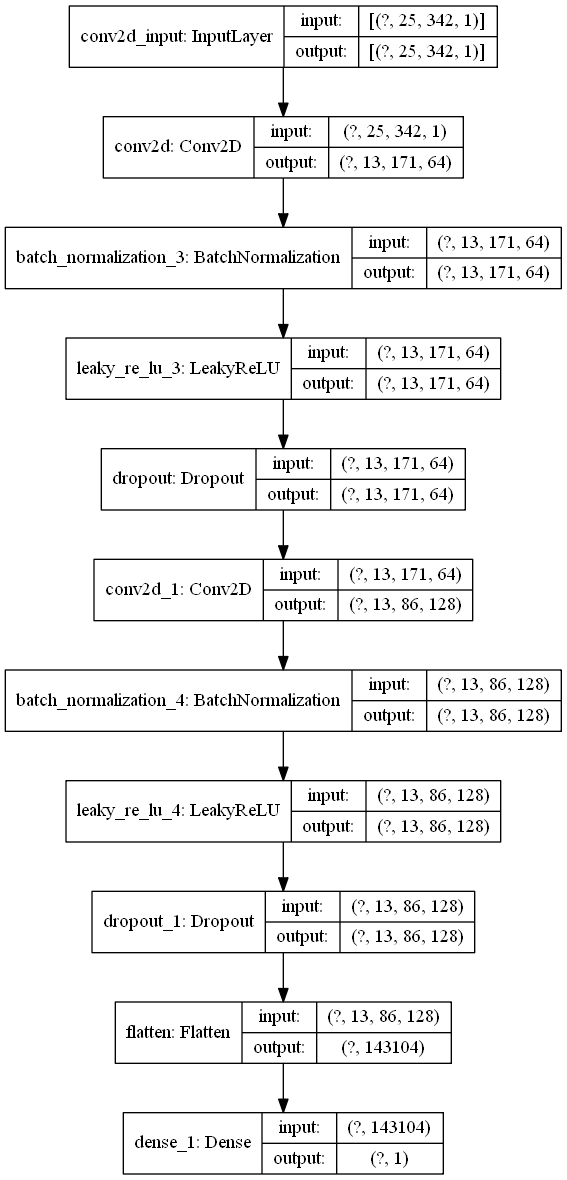 conv2d_input: InputLayer
input:
[(?, 25, 342, 1)]
output:
[(?, 25, 342, 1)]
conv2d: Conv2D
input:
(?, 25, 342, 1)
output:
(?, 13, 171, 64)
batch_normalization_3: BatchNormalization
input:
(?, 13, 171, 64)
output:
(?, 13, 171, 64)
leaky_re_lu_3: LeakyReLU
input:
(?, 13, 171, 64)
output:
(?, 13, 171, 64)
dropout: Dropout
input:
(?, 13, 171, 64)
output:
(?, 13, 171, 64)
conv2d_1: Conv2D
input:
(?, 13, 171, 64)
output:
(?, 13, 86, 128)
batch_normalization_4: BatchNormalization
input:
(?, 13, 86, 128)
output:
(?, 13, 86, 128)
leaky_re_lu_4: LeakyReLU
input:
(?, 13, 86, 128)
output:
(?, 13, 86, 128)
dropout_1: Dropout
input:
(?, 13, 86, 128)
output:
(?, 13, 86, 128)
flatten: Flatten
input:
(?, 13, 86, 128)
output:
(?, 143104)
dense_1: Dense
input:
(?, 143104)
output:
(?, 1)